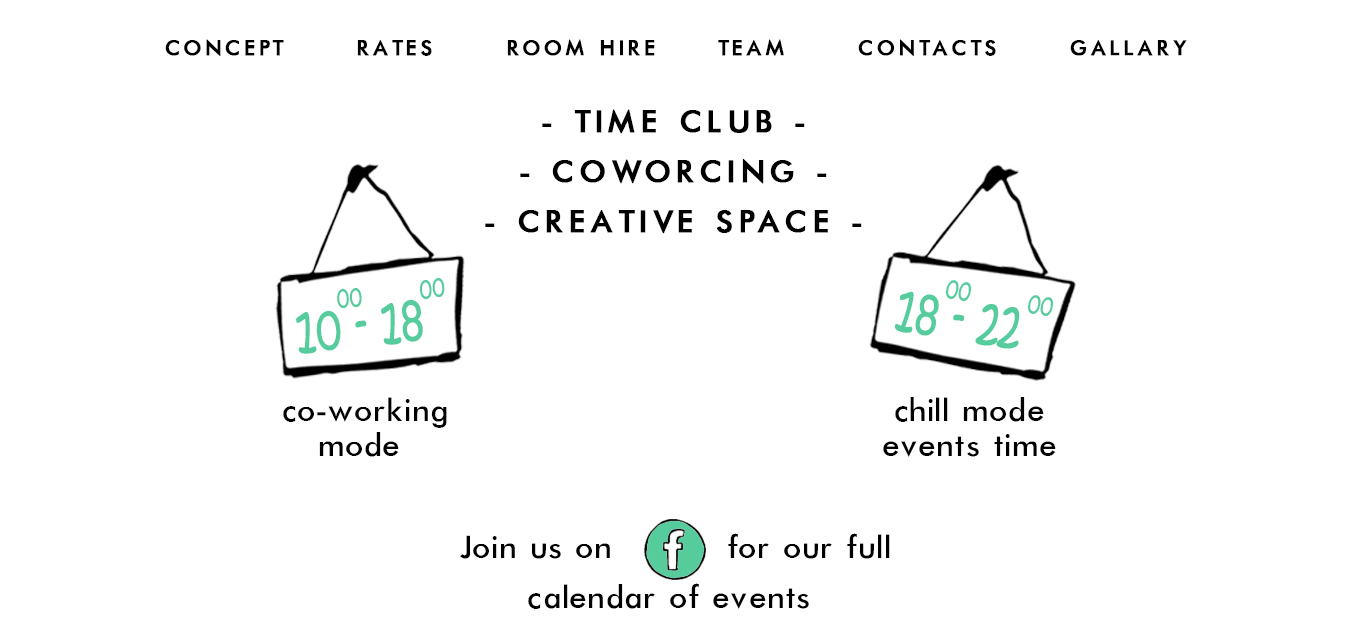 CONCEPT RATES ROOM HIRE TEAM CONTACTS GALLARY
- TIME CLUB -
- COWORCING -
- CREATIVE SPACE -
10 00 - 18 00
co-working
mode
18 00 - 22 00
chill mode
events time
Join us on f for our full
calendar of events